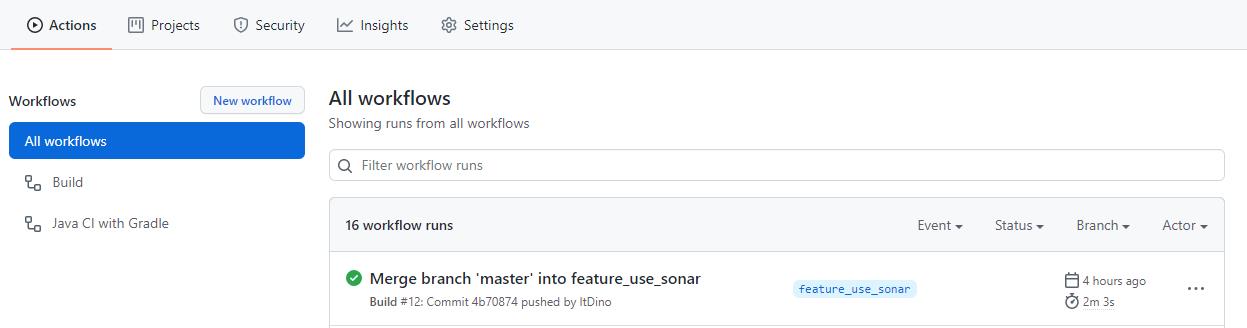 Actions Projects Security Insights Settings
Workflows
New workflow
All workflows
Build
Java CI with Gradle
All workflows
Showing runs from all workflows
Filter workflow runs
16 workflow runs Event Status Branch Actor
Merge branch 'master' into feature_use_sonar
Build #12: Commit 4b70874 pushed by ltDino
feature_use_sonar
4 hours ago
2m 3s